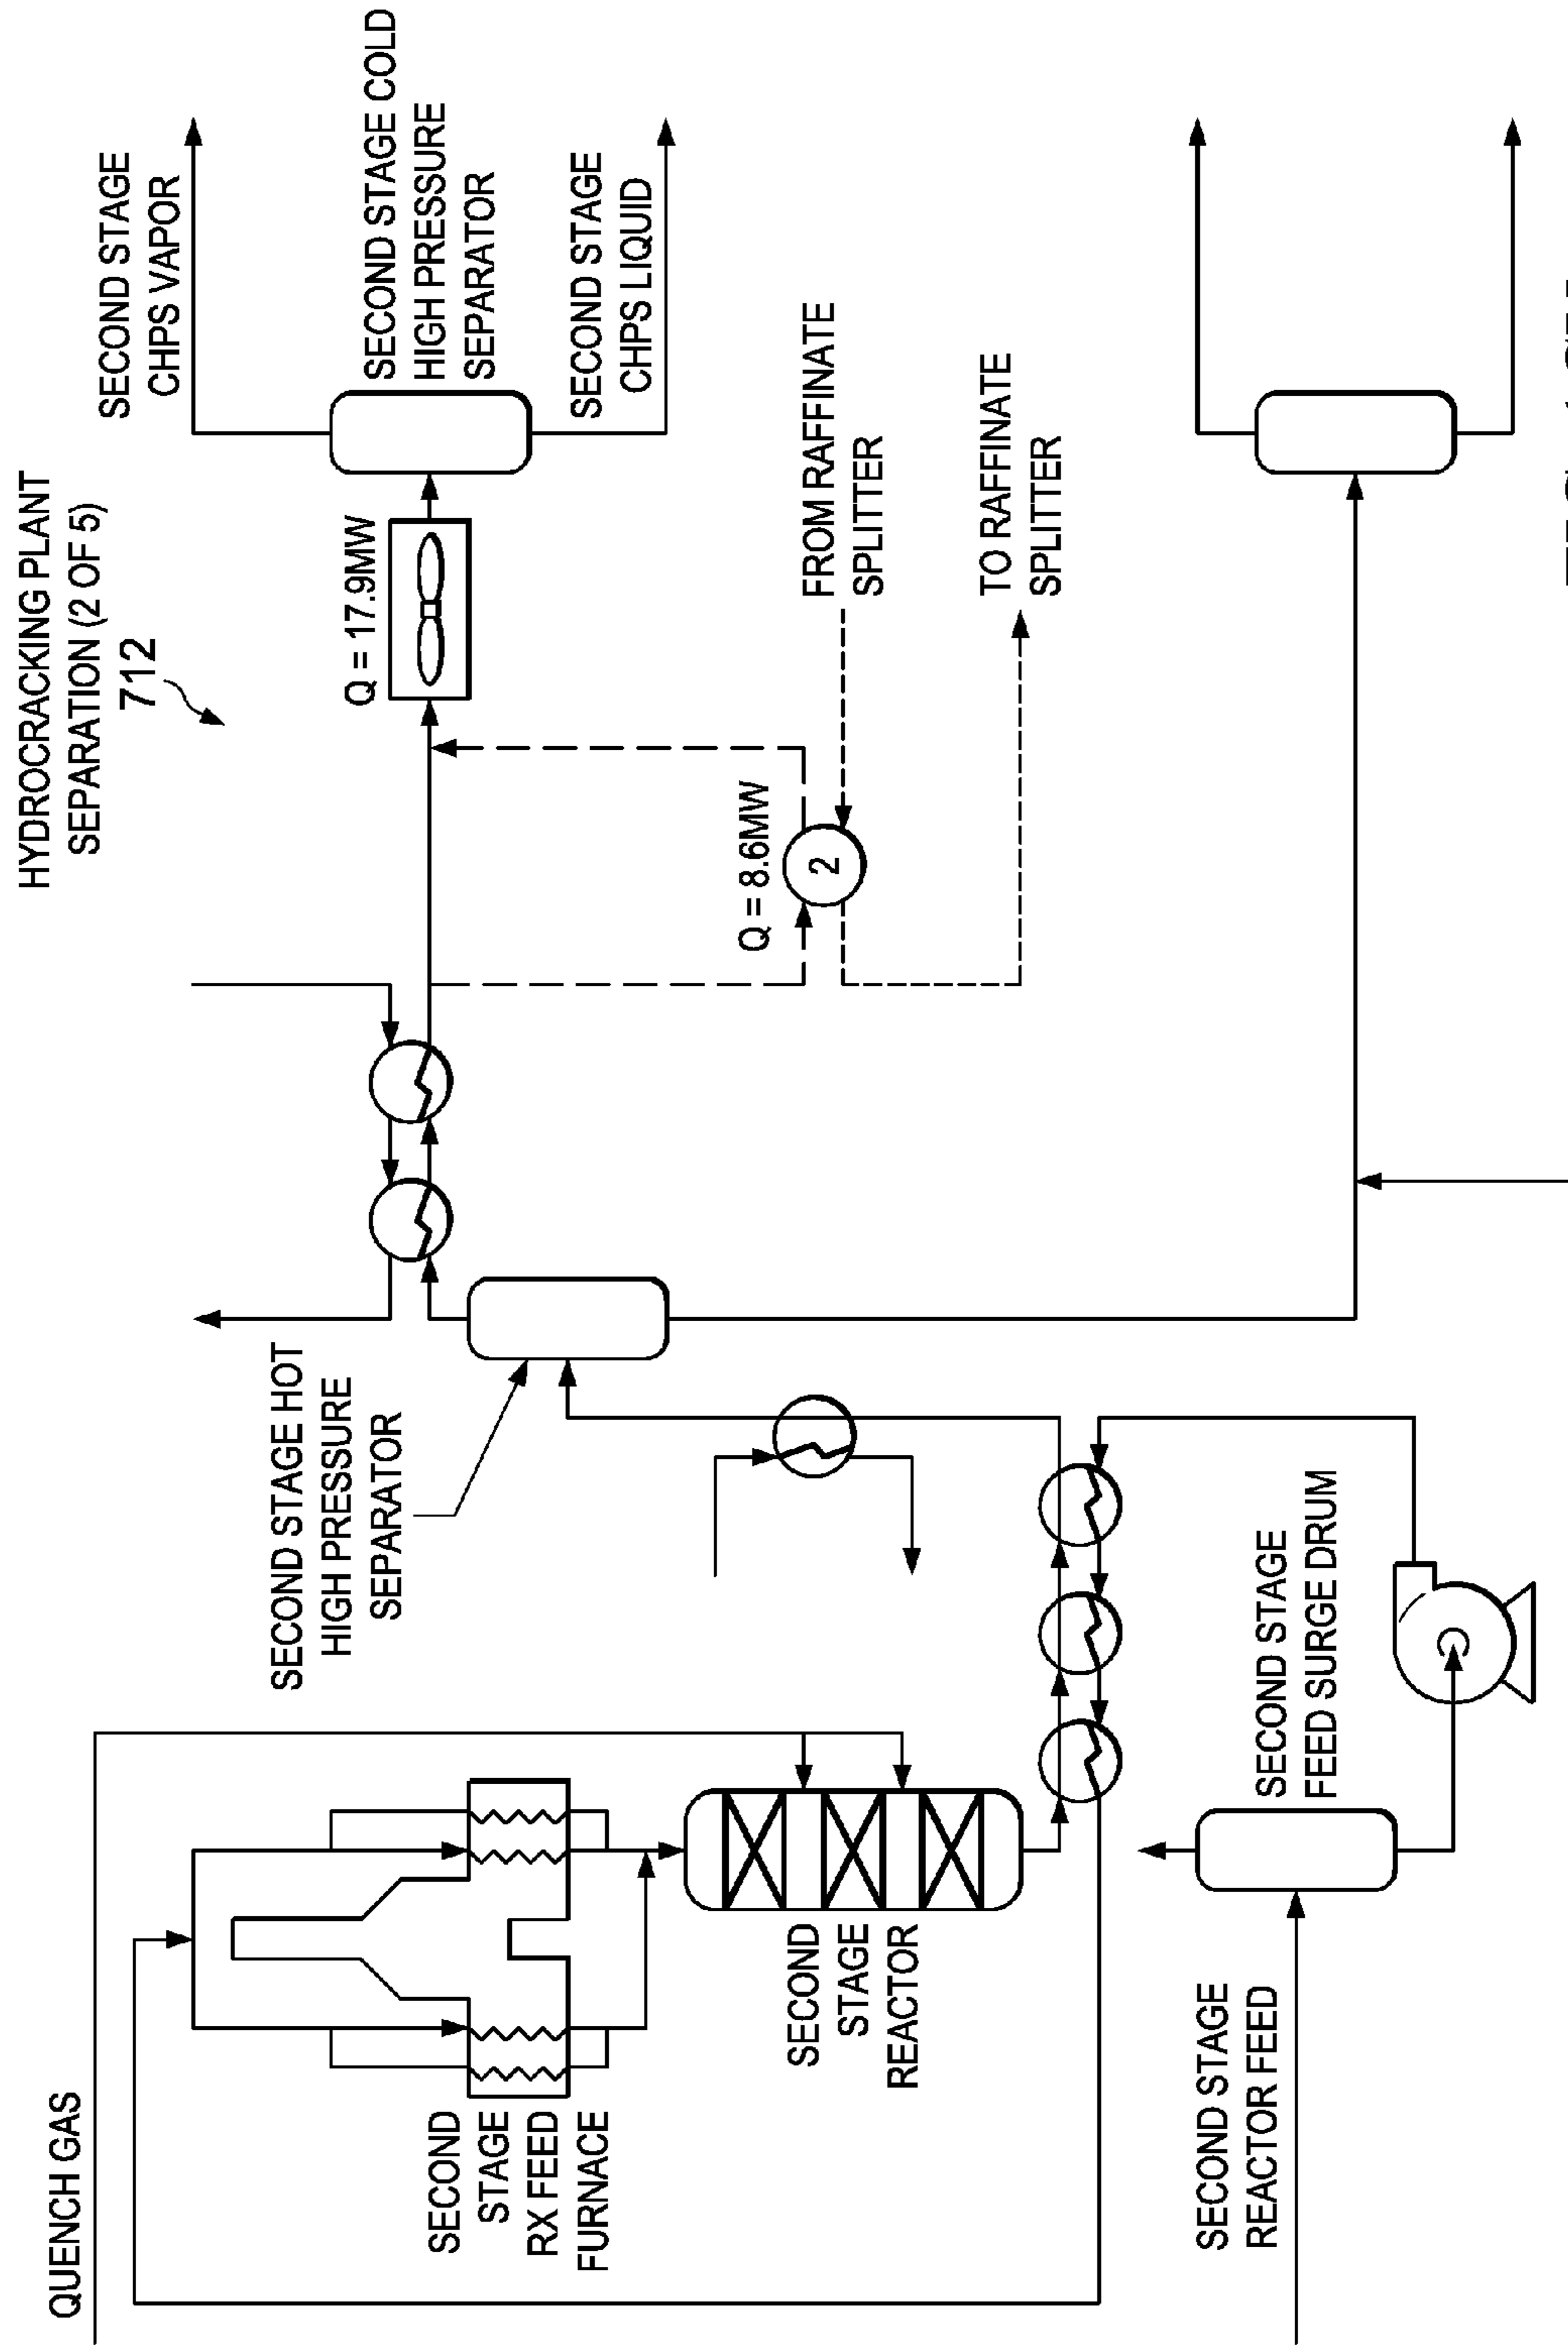 HYDROCRACKING PLANT
SEPARATION (2 OF 5)
712
QUENCH GAS
SECOND
STAGE
RX FEED
FURNACE
SECOND
STAGE
REACTOR
SECOND STAGE
REACTOR FEED
SECOND STAGE
FEED SURGE DRUM
SECOND STAGE HOT
HIGH PRESSURE
SEPARATOR
Q = 8.6MW
2
Q = 17.9MW
FROM RAFFINATE
SPLITTER
TO RAFFINATE
SPLITTER
SECOND STAGE
CHPS VAPOR
SECOND STAGE COLD
HIGH PRESSURE
SEPARATOR
SECOND STAGE
CHPS LIQUID